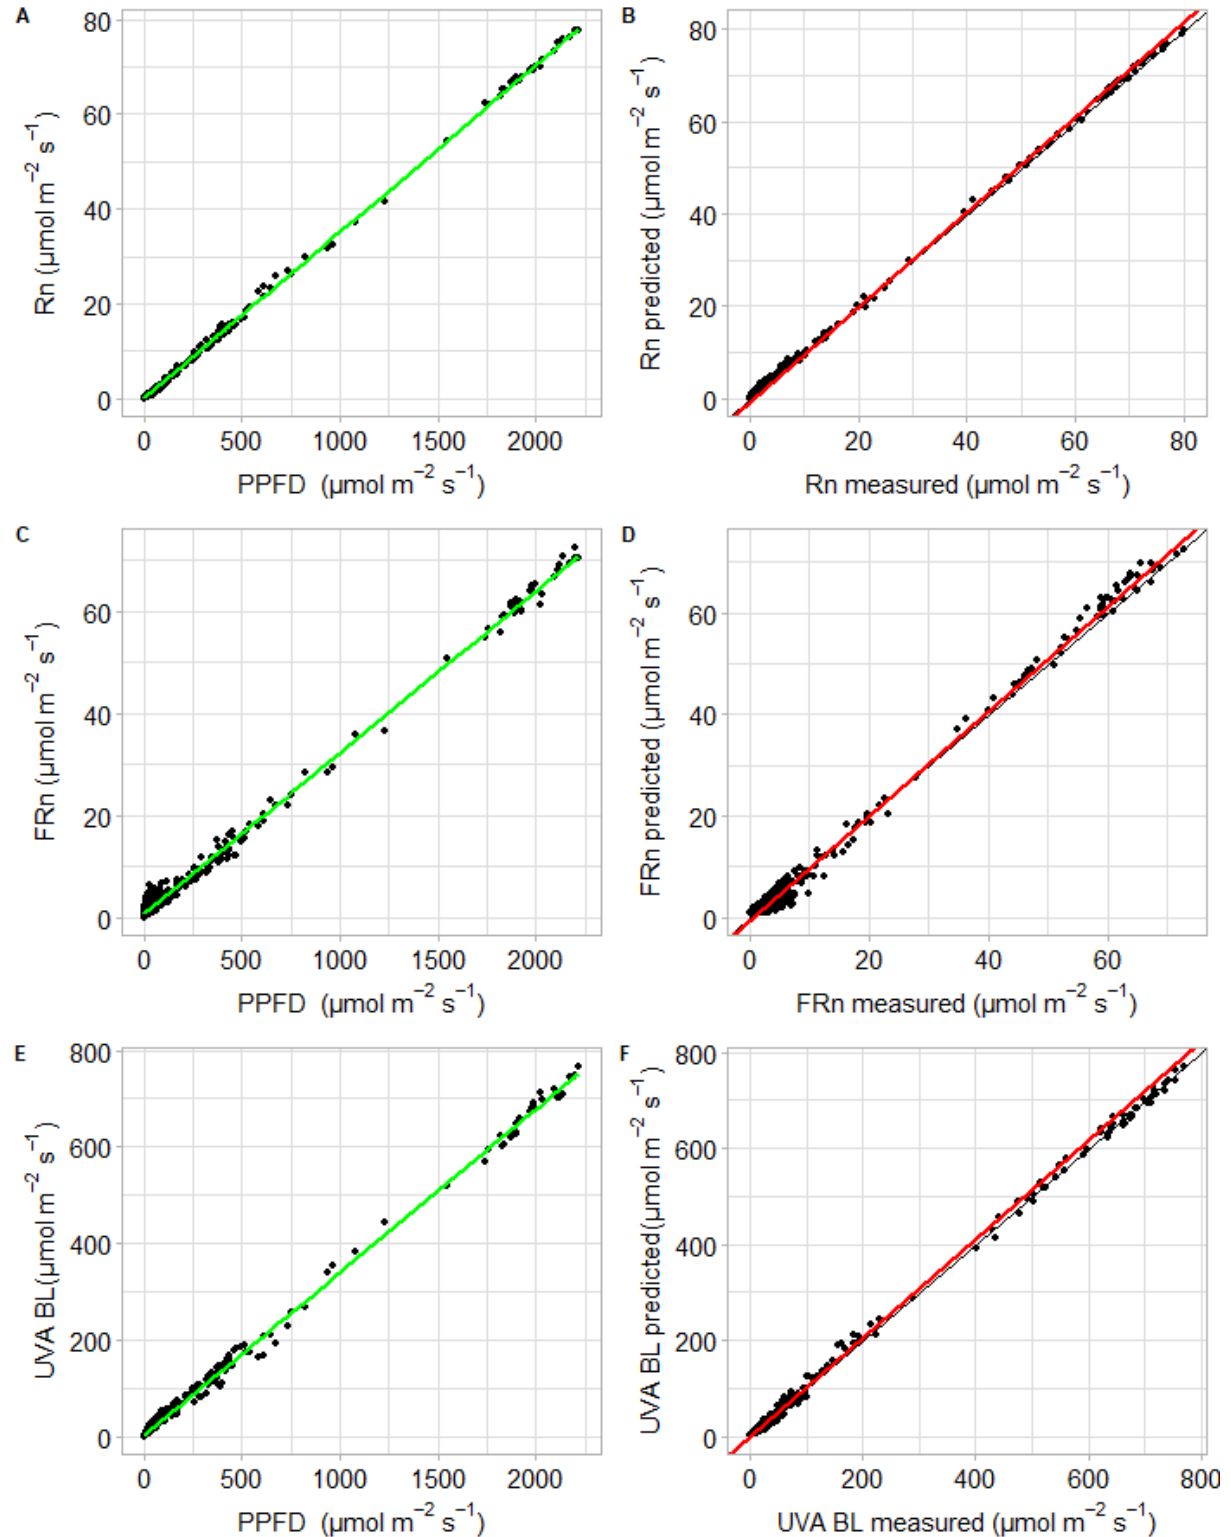 A
80
60
40
20
0
Rn (µmol m−2 s−1)
0 500 1000 1500 2000
PPFD (µmol m−2 s−1)
B
80
60
40
20
0
Rn predicted (µmol m−2 s−1)
0 20 40 60 80
Rn measured (µmol m−2 s−1)
C
60
40
20
0
FRn (µmol m−2 s−1)
0 500 1000 1500 2000
PPFD (µmol m−2 s−1)
D
60
40
20
0
FRn predicted (µmol m−2 s−1)
0 20 40 60
FRn measured (µmol m−2 s−1)
E
800
600
400
200
0
UVA BL(µmol m−2 s−1)
0 500 1000 1500 2000
PPFD (µmol m−2 s−1)
F
800
600
400
200
0
UVA BL predicted(µmol m−2 s−1)
0 200 400 600 800
UVA BL measured (µmol m−2 s−1)